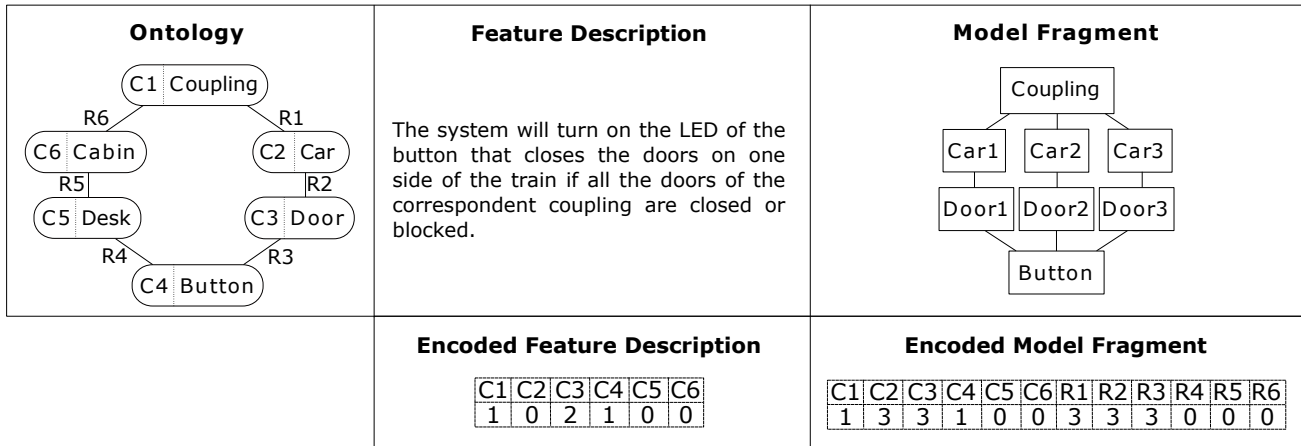 Ontology
C1 Coupling
R6 R1
C6 Cabin C2 Car
R5 R2
C5 Desk C3 Door
R4 R3
C4 Button
Feature Description
The system will turn on the LED of the
button that closes the doors on one
side of the train if all the doors of the
correspondent coupling are closed or
blocked.
Model Fragment
Coupling
Car1 Car2 Car3
Door1 Door2 Door3
Button
Encoded Feature Description
C1 C2 C3 C4 C5 C6
1 0 2 1 0 0
Encoded Model Fragment
C1 C2 C3 C4 C5 C6 R1 R2 R3 R4 R5 R6
1 3 3 1 0 0 3 3 3 0 0 0